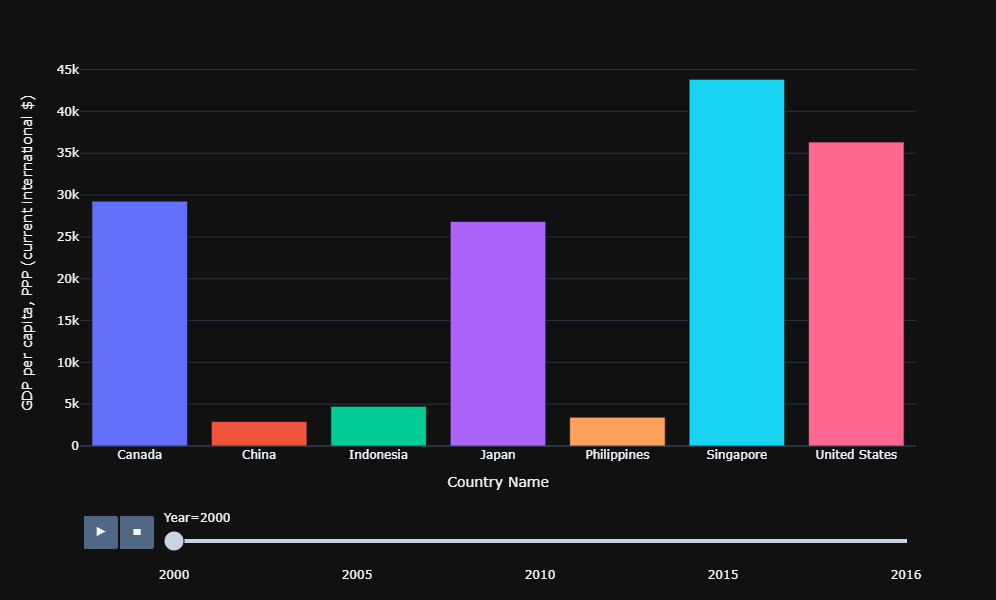 45k
40k
35k
30k
25k
20k
15k
10k
5k
0
GDP per capita, PPP (current international $)
Canada China Indonesia Japan Philippines Singapore United States
Country Name
Year=2000
2000 2005 2010 2015 2016